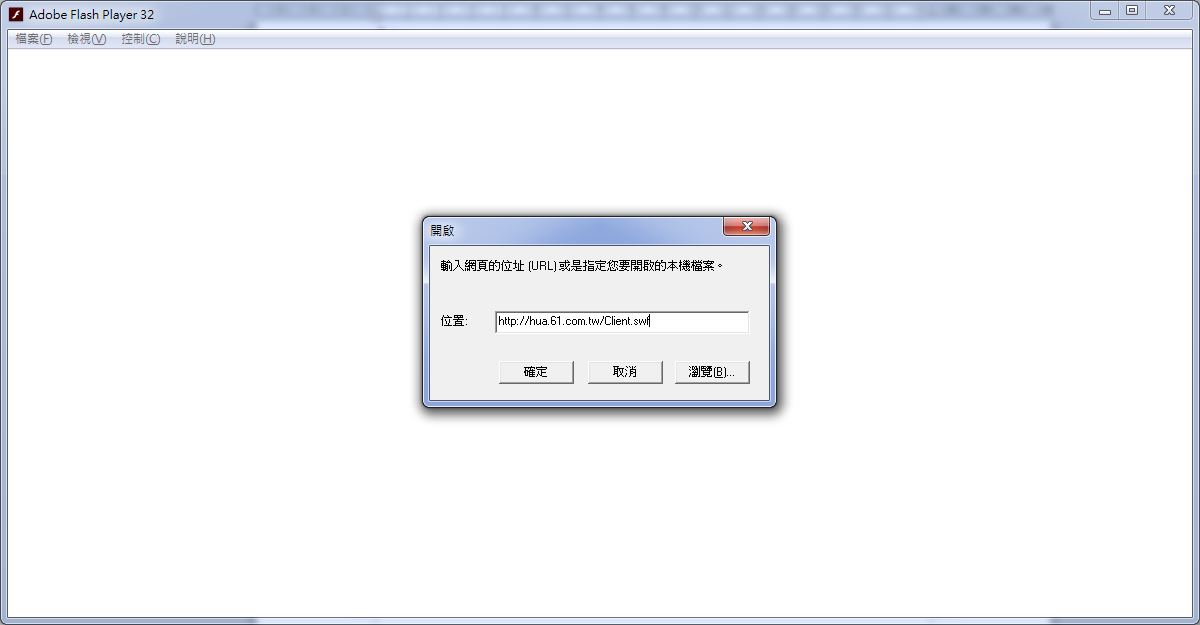 Adobe Flash Player 32
檔案(F) 檢視(V) 控制(C) 說明(H)
開啟
輸入網頁的位址 (URL) 或是指定您要開啟的本機檔案。
位置: http://hua.61.com.tw/Client.swf
確定 取消 瀏覽(B)...